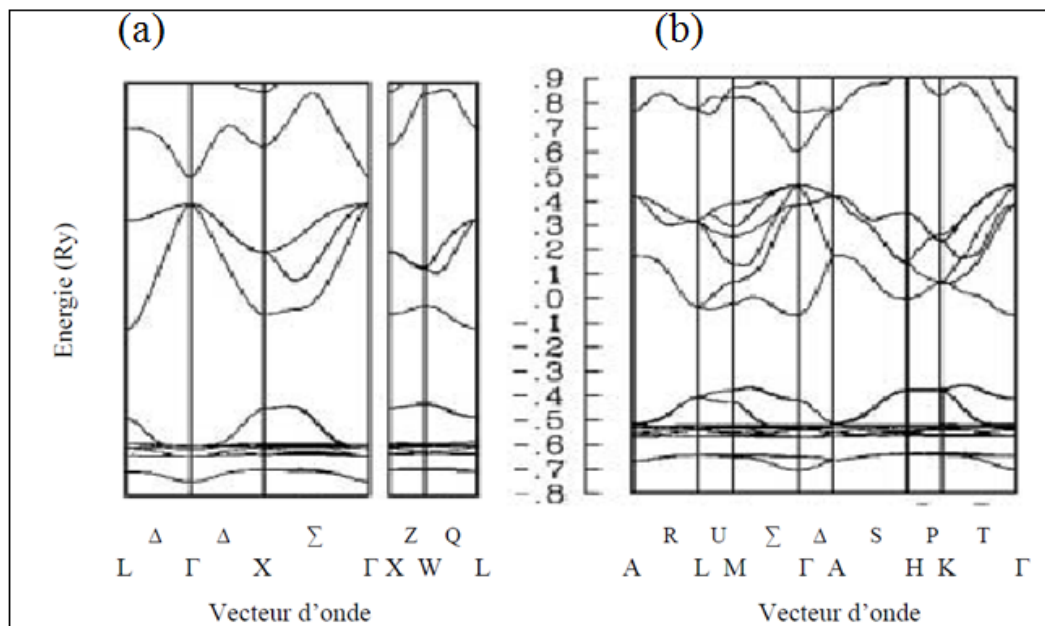 (a)
(b)
Energie (Ry)
.9
.8
.7
.6
.5
.4
.3
.2
.1
.0
-.1
-.2
-.3
-.4
-.5
-.6
-.7
-.8
Δ Δ Σ Z Q
L Γ X Γ X W L
R U Σ Δ S P T
A L M Γ A H K Γ
Vecteur d'onde
Vecteur d'onde